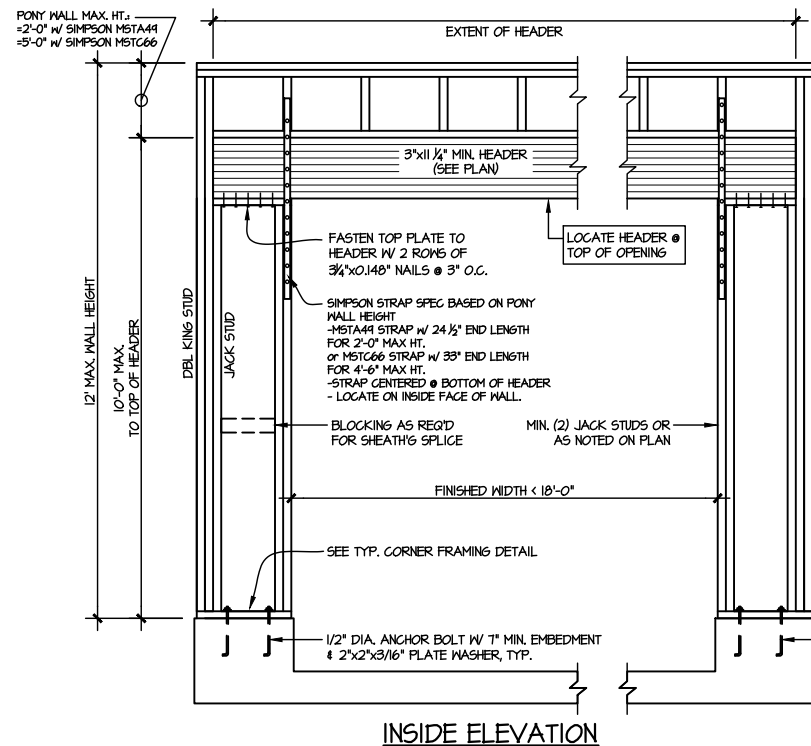 PONY WALL MAX. HT.:
=2'-0" W/ SIMPSON MSTA49
=5'-0" W/ SIMPSON MSTC66
EXTENT OF HEADER
3"x11 1/4" MIN. HEADER
(SEE PLAN)
FASTEN TOP PLATE TO
HEADER W/ 2 ROWS OF
3/4"x0.148" NAILS @ 3" O.C.
LOCATE HEADER @
TOP OF OPENING
SIMPSON STRAP SPEC BASED ON PONY
WALL HEIGHT
-MSTA49 STRAP W/ 24 1/2" END LENGTH
FOR 2'-0" MAX HT.
or MSTC66 STRAP W/ 33" END LENGTH
FOR 4'-6" MAX HT.
-STRAP CENTERED @ BOTTOM OF HEADER
- LOCATE ON INSIDE FACE OF WALL.
12' MAX. WALL HEIGHT
10'-0" MAX.
TO TOP OF HEADER
DBL KING STUD
JACK STUD
BLOCKING AS REQ'D
FOR SHEATH'G SPLICE
MIN. (2) JACK STUDS OR
AS NOTED ON PLAN
FINISHED WIDTH < 18'-0"
SEE TYP. CORNER FRAMING DETAIL
1/2" DIA. ANCHOR BOLT W/ 7" MIN. EMBEDMENT
& 2"x2"x3/16" PLATE WASHER, TYP.
INSIDE ELEVATION